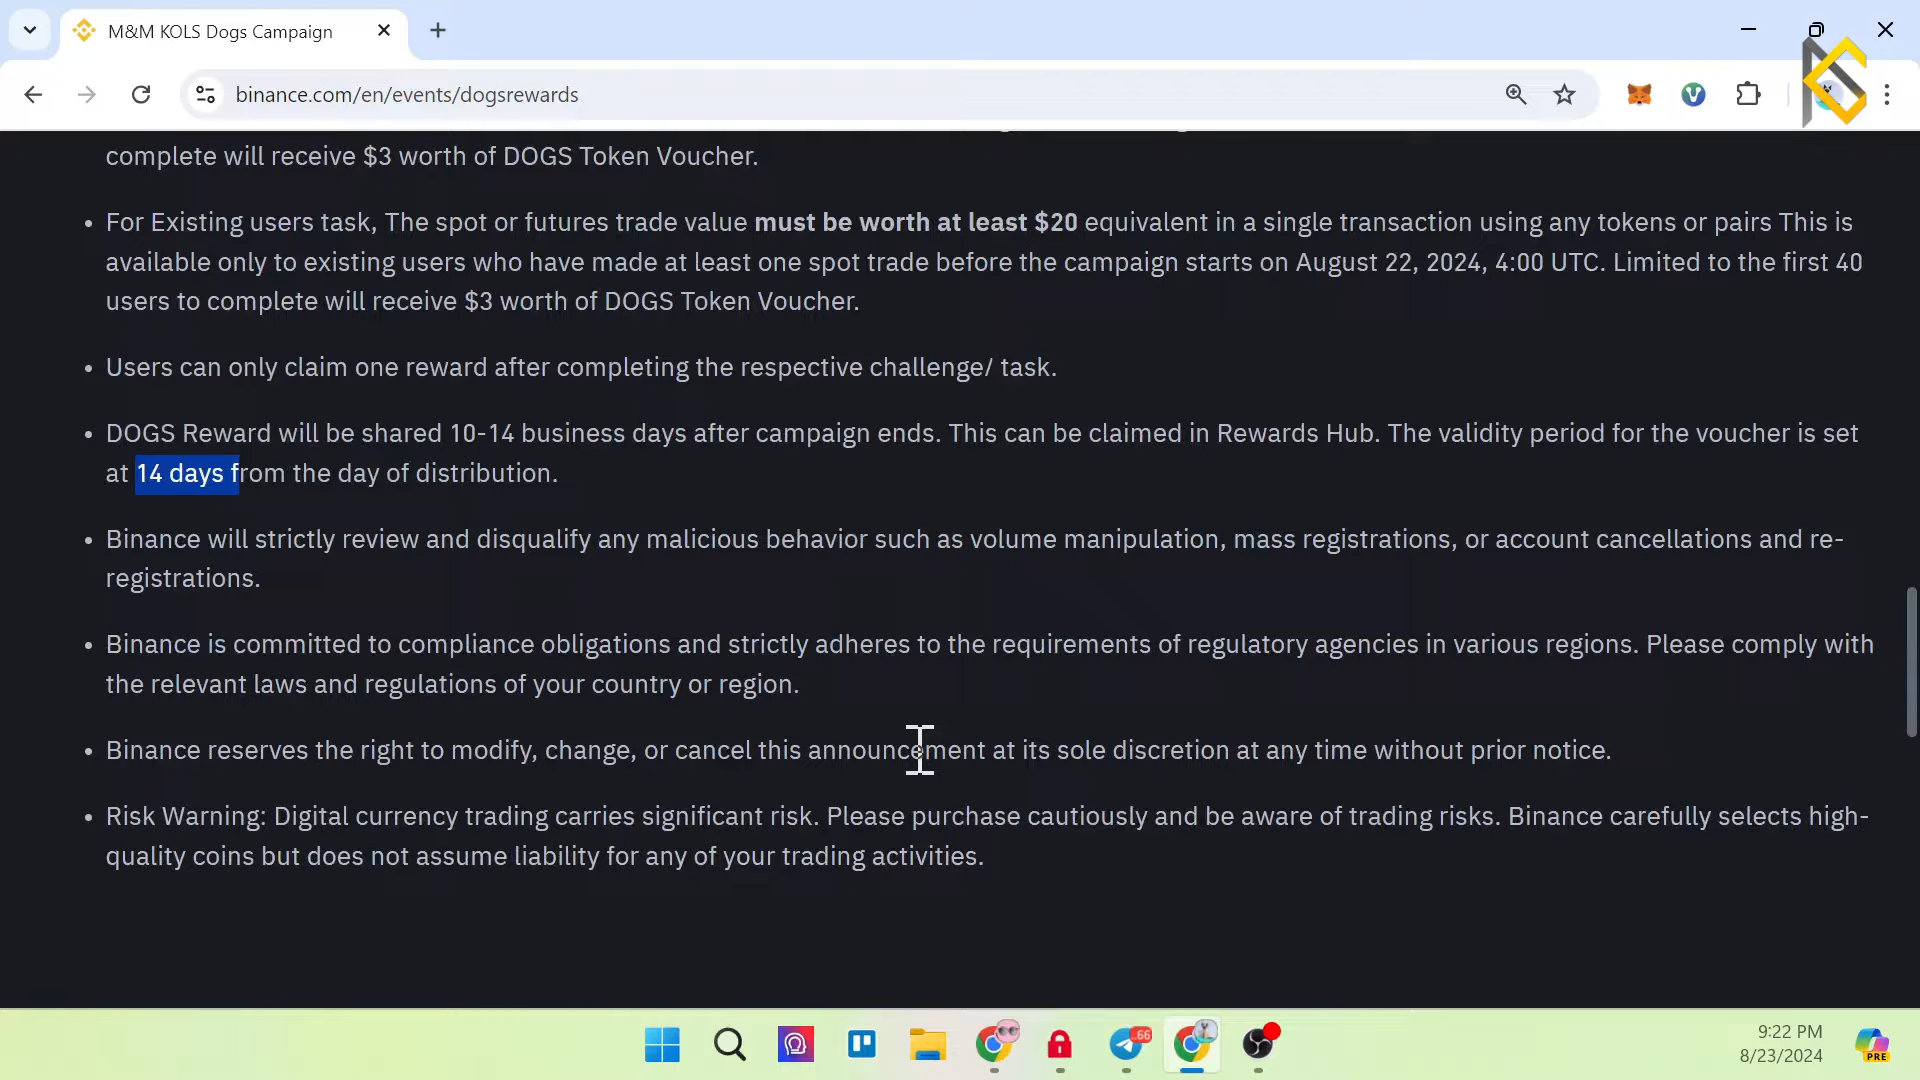 M&M KOLS Dogs Campaign
binance.com/en/events/dogsrewards
complete will receive $3 worth of DOGS Token Voucher.
• For Existing users task, The spot or futures trade value must be worth at least $20 equivalent in a single transaction using any tokens or pairs This is
available only to existing users who have made at least one spot trade before the campaign starts on August 22, 2024, 4:00 UTC. Limited to the first 40
users to complete will receive $3 worth of DOGS Token Voucher.
• Users can only claim one reward after completing the respective challenge/ task.
• DOGS Reward will be shared 10-14 business days after campaign ends. This can be claimed in Rewards Hub. The validity period for the voucher is set
at 14 days from the day of distribution.
• Binance will strictly review and disqualify any malicious behavior such as volume manipulation, mass registrations, or account cancellations and re-
registrations.
• Binance is committed to compliance obligations and strictly adheres to the requirements of regulatory agencies in various regions. Please comply with
the relevant laws and regulations of your country or region.
• Binance reserves the right to modify, change, or cancel this announcement at its sole discretion at any time without prior notice.
• Risk Warning: Digital currency trading carries significant risk. Please purchase cautiously and be aware of trading risks. Binance carefully selects high-
quality coins but does not assume liability for any of your trading activities.
66
9:22 PM
8/23/2024
PRE